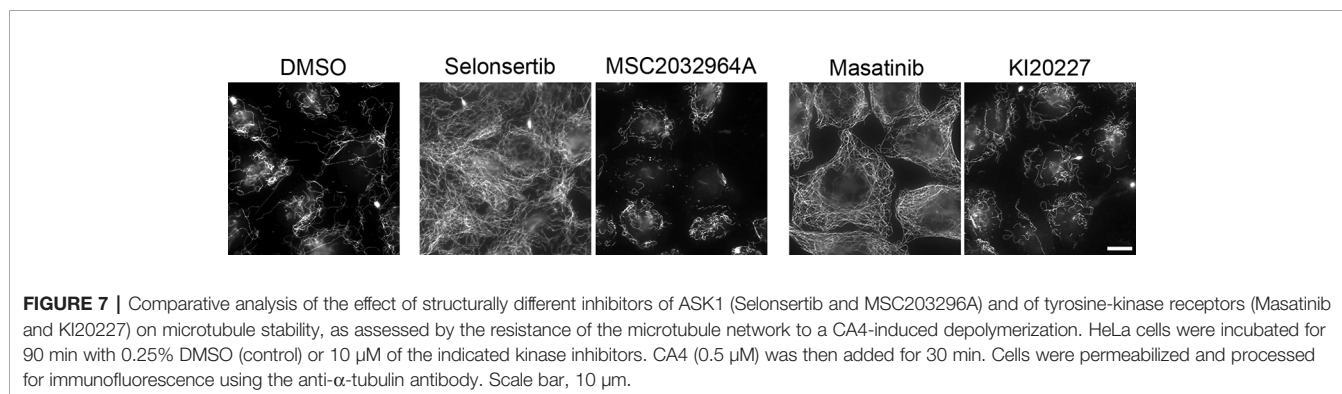 DMSO Selonsertib MSC2032964A Masatinib KI20227
FIGURE 7 | Comparative analysis of the effect of structurally different inhibitors of ASK1 (Selonsertib and MSC203296A) and of tyrosine-kinase receptors (Masatinib
and KI20227) on microtubule stability, as assessed by the resistance of the microtubule network to a CA4-induced depolymerization. HeLa cells were incubated for
90 min with 0.25% DMSO (control) or 10 µM of the indicated kinase inhibitors. CA4 (0.5 µM) was then added for 30 min. Cells were permeabilized and processed
for immunofluorescence using the anti-α-tubulin antibody. Scale bar, 10 µm.